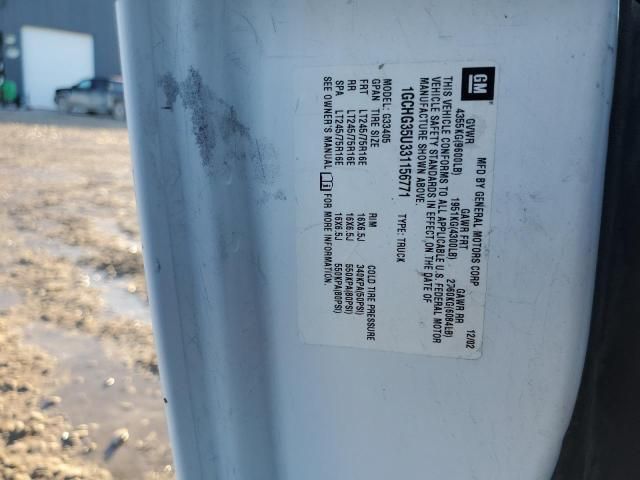 GM
MFD BY GENERAL MOTORS CORP 12/02
GVWR GAWR FRT GAWR RR
4355KG(9600LB) 1951KG(4300LB) 2760KG(6084LB)
THIS VEHICLE CONFORMS TO ALL APPLICABLE U.S. FEDERAL MOTOR
VEHICLE SAFETY STANDARDS IN EFFECT ON THE DATE OF
MANUFACTURE SHOWN ABOVE.
1GCHG35U331156771 TYPE: TRUCK
MODEL: G33405
GPAN TIRE SIZE RIM COLD TIRE PRESSURE
FRT LT245/75R16E 16X6.5J 340KPA(50PSI)
RR LT245/75R16E 16X6.5J 550KPA(80PSI)
SPA LT245/75R16E 16X6.5J 550KPA(80PSI)
SEE OWNER'S MANUAL FOR MORE INFORMATION.